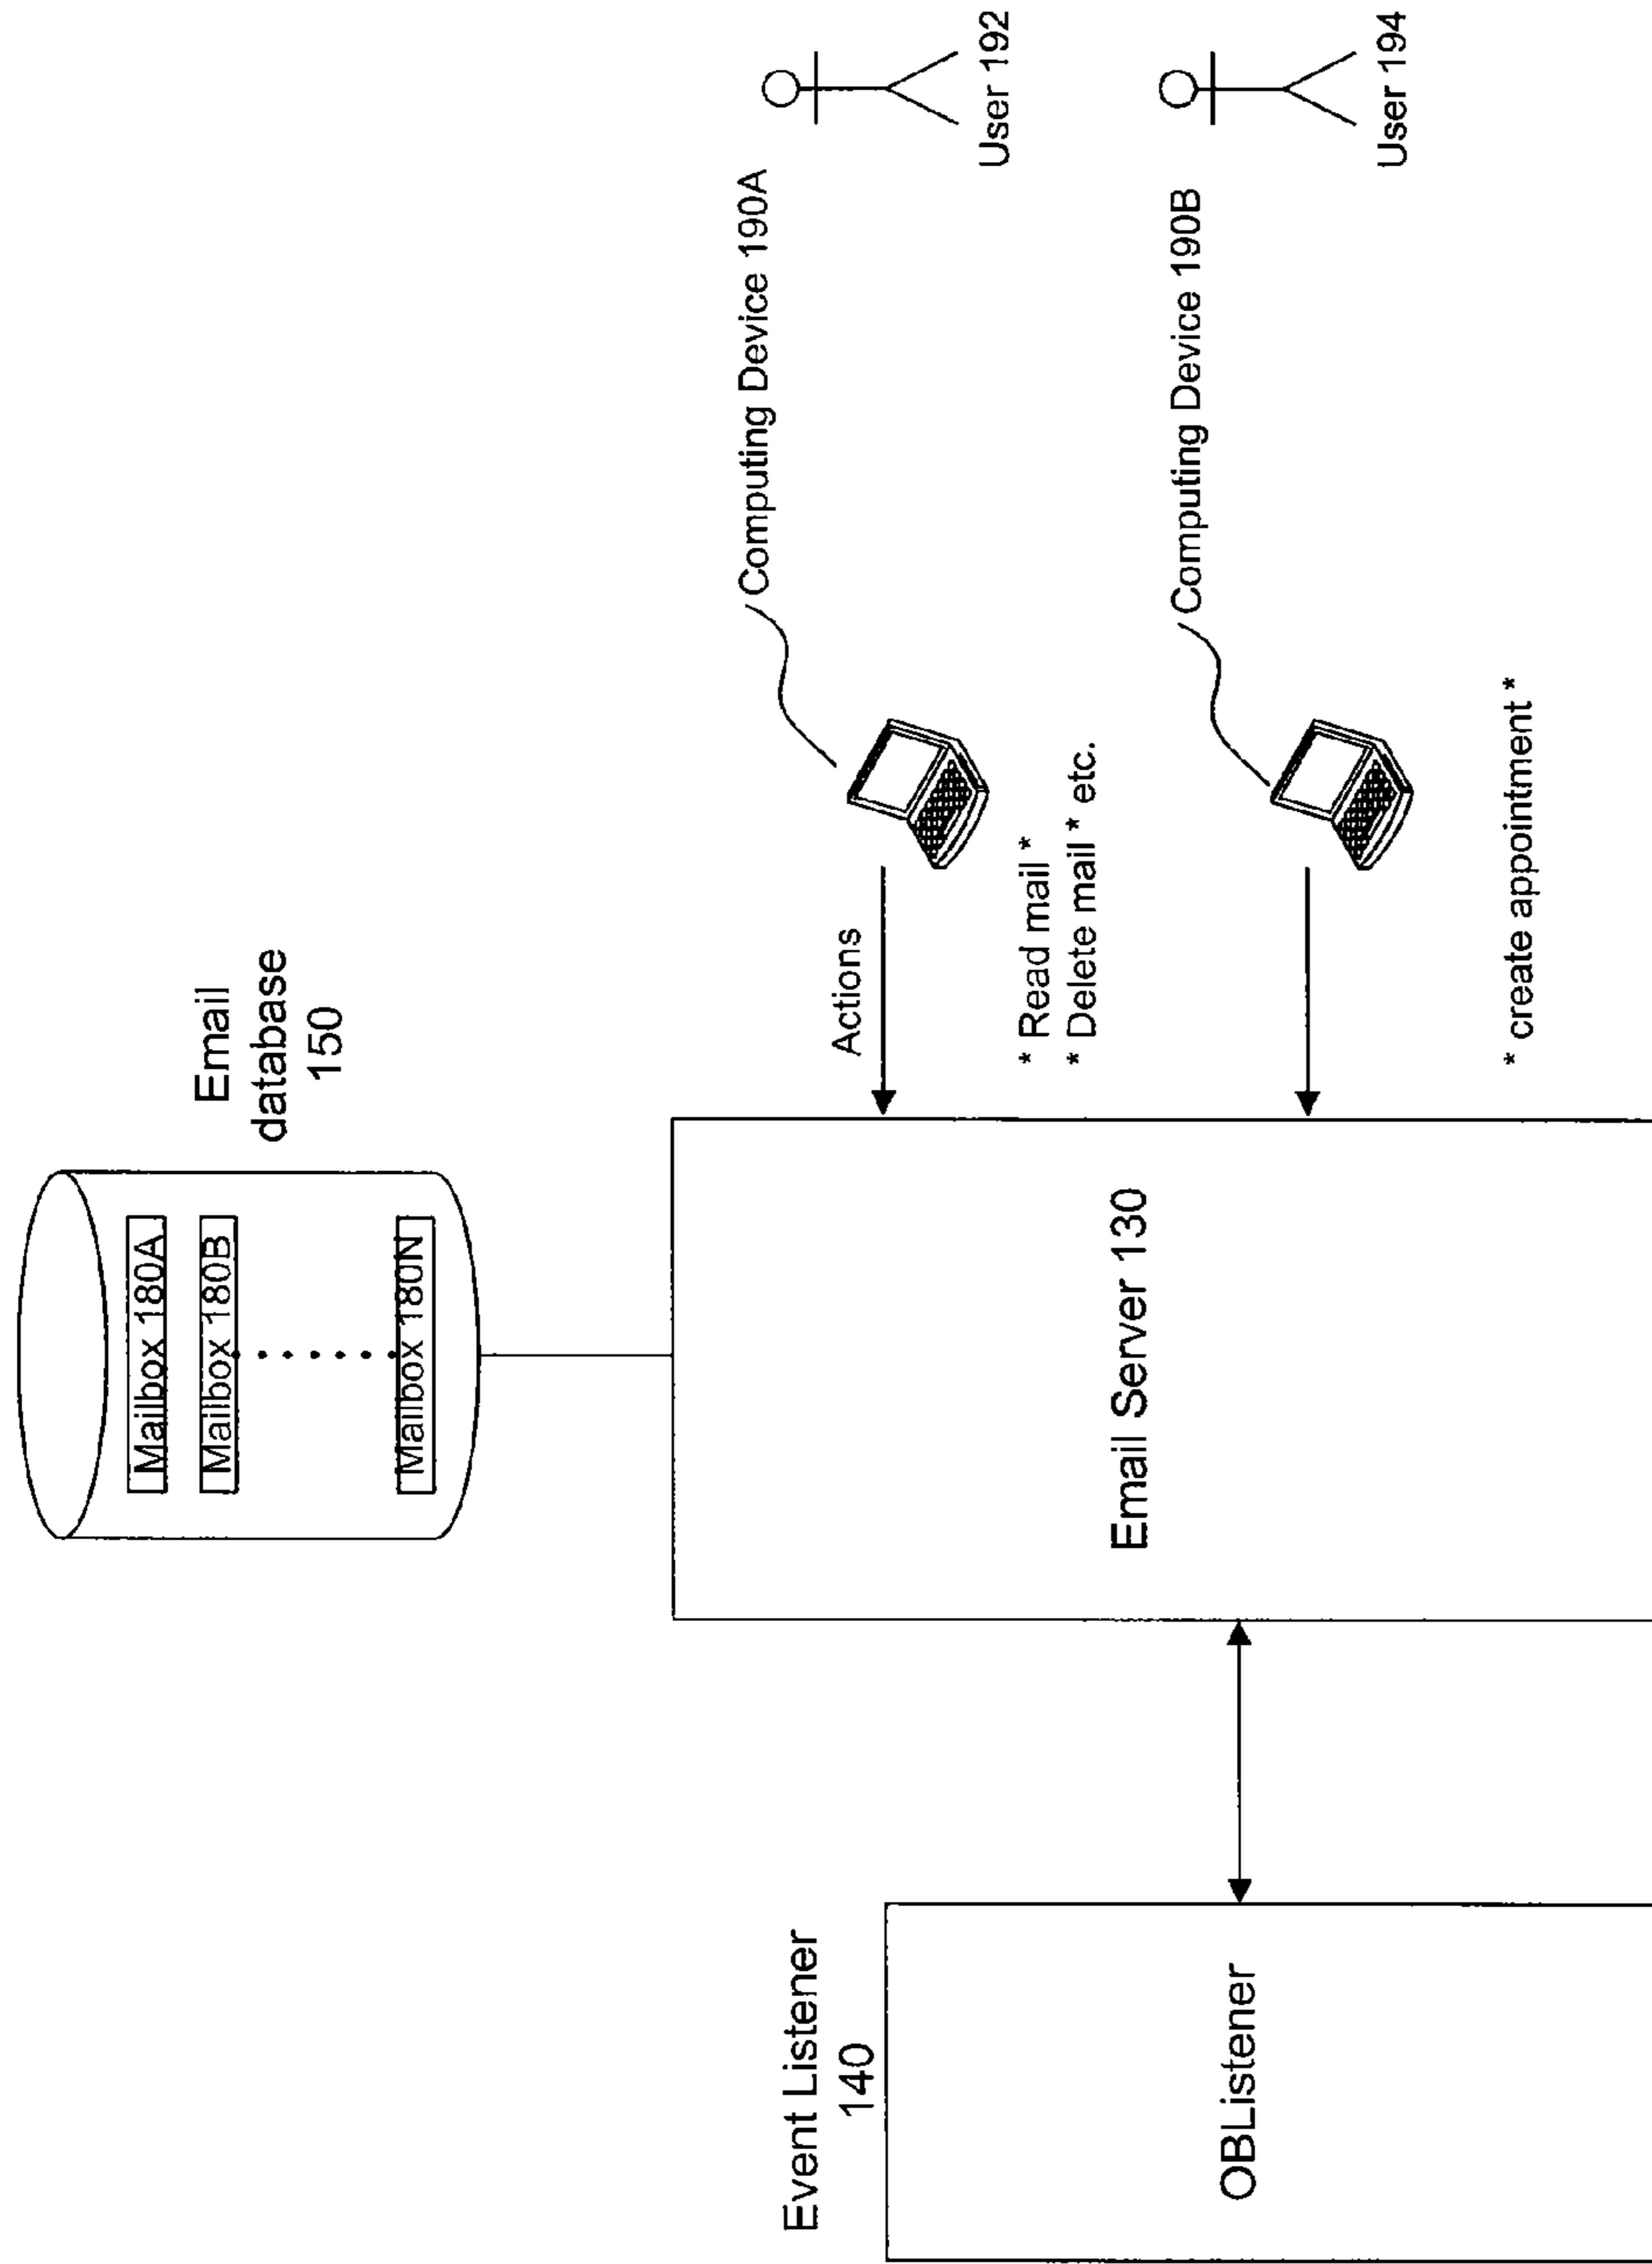 Email
database
150
Mailbox 180A
Mailbox 180B
Mailbox 180N
Event Listener
140
OBListener
Email Server 130
Actions
* Read mail *
* Delete mail * etc.
Computing Device 190A
User 192
* create appointment *
Computing Device 190B
User 194